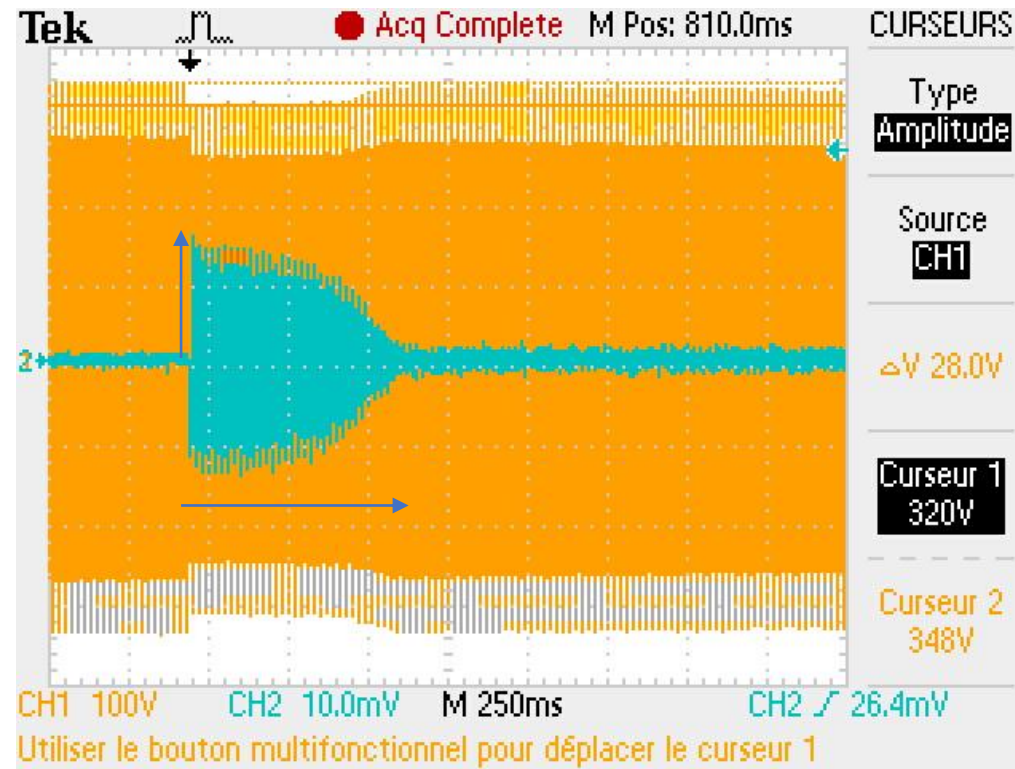 Tek Acq Complete M Pos: 810.0ms CURSEURS
Type
Amplitude
Source
CH1
2
△V 28.0V
Curseur 1
320V
Curseur 2
348V
CH1 100V CH2 10.0mV M 250ms CH2 26.4mV
Utiliser le bouton multifonctionnel pour déplacer le curseur 1